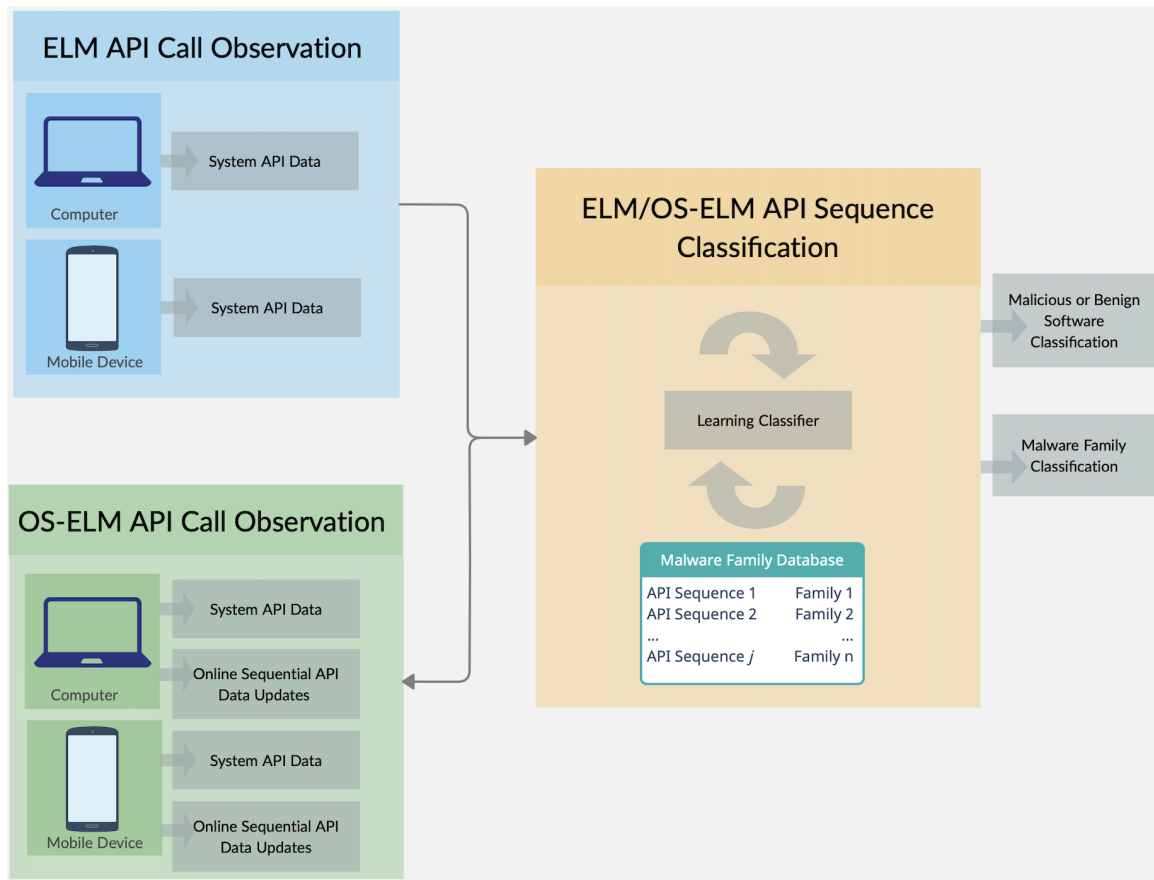 ELM API Call Observation
System API Data
Computer
System API Data
Mobile Device
OS-ELM API Call Observation
System API Data
Computer
Online Sequential API
Data Updates
System API Data
Mobile Device
Online Sequential API
Data Updates
ELM/OS-ELM API Sequence
Classification
Learning Classifier
Malware Family Database
API Sequence 1 Family 1
API Sequence 2 Family 2
... ...
API Sequence j Family n
Malicious or Benign
Software
Classification
Malware Family
Classification